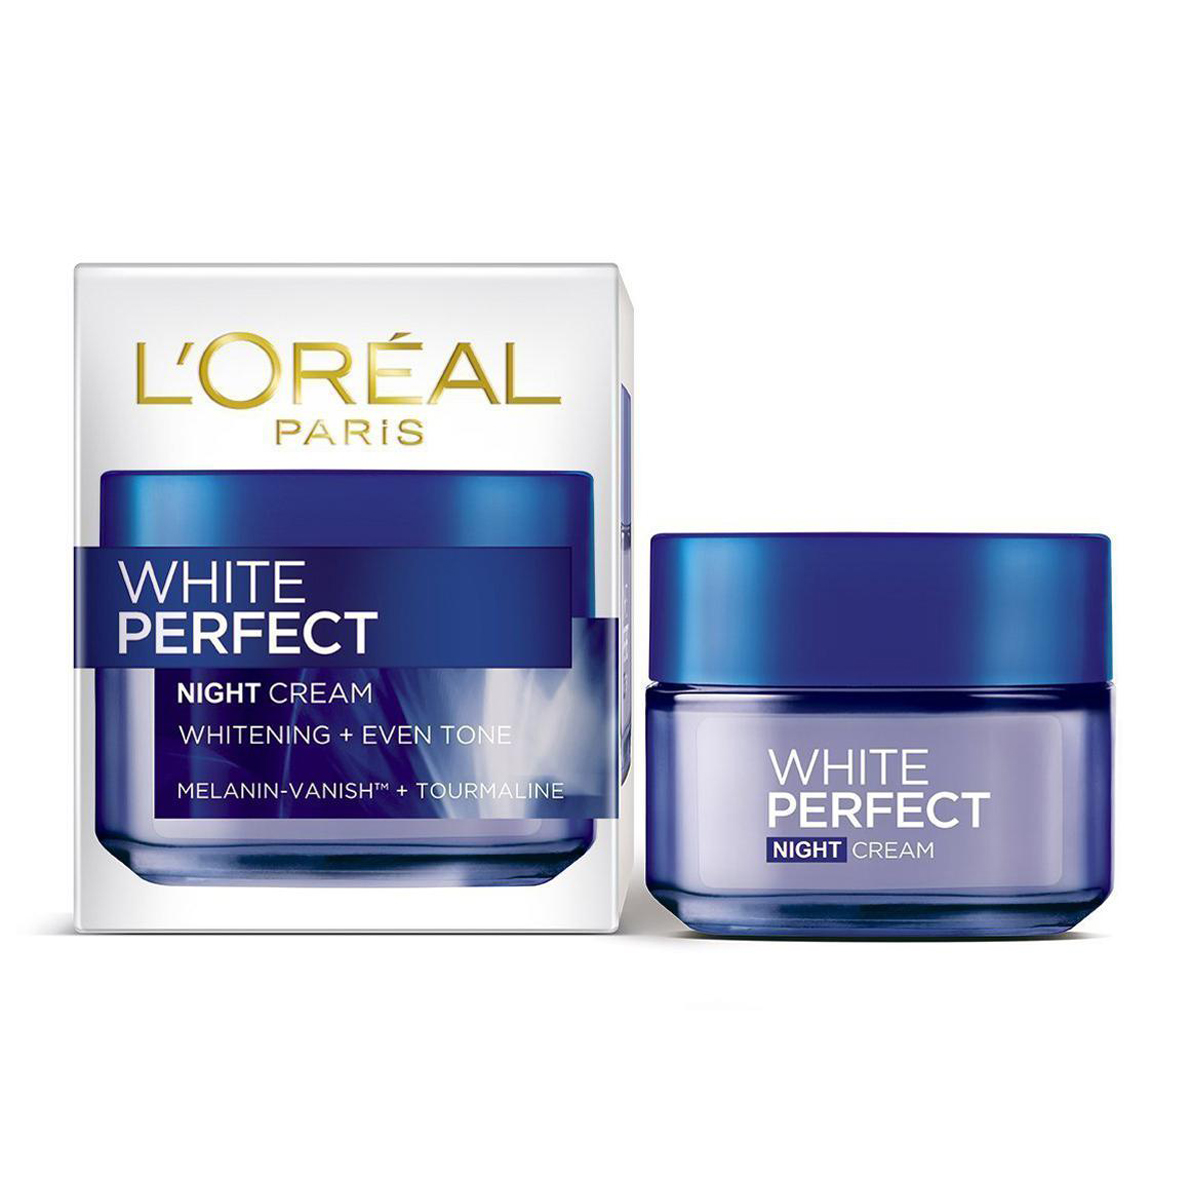 L'ORÉAL
PARiS
WHITE
PERFECT
NIGHT CREAM
WHITENING + EVEN TONE
MELANIN-VANISH™ + TOURMALINE
WHITE
PERFECT
NIGHT CREAM